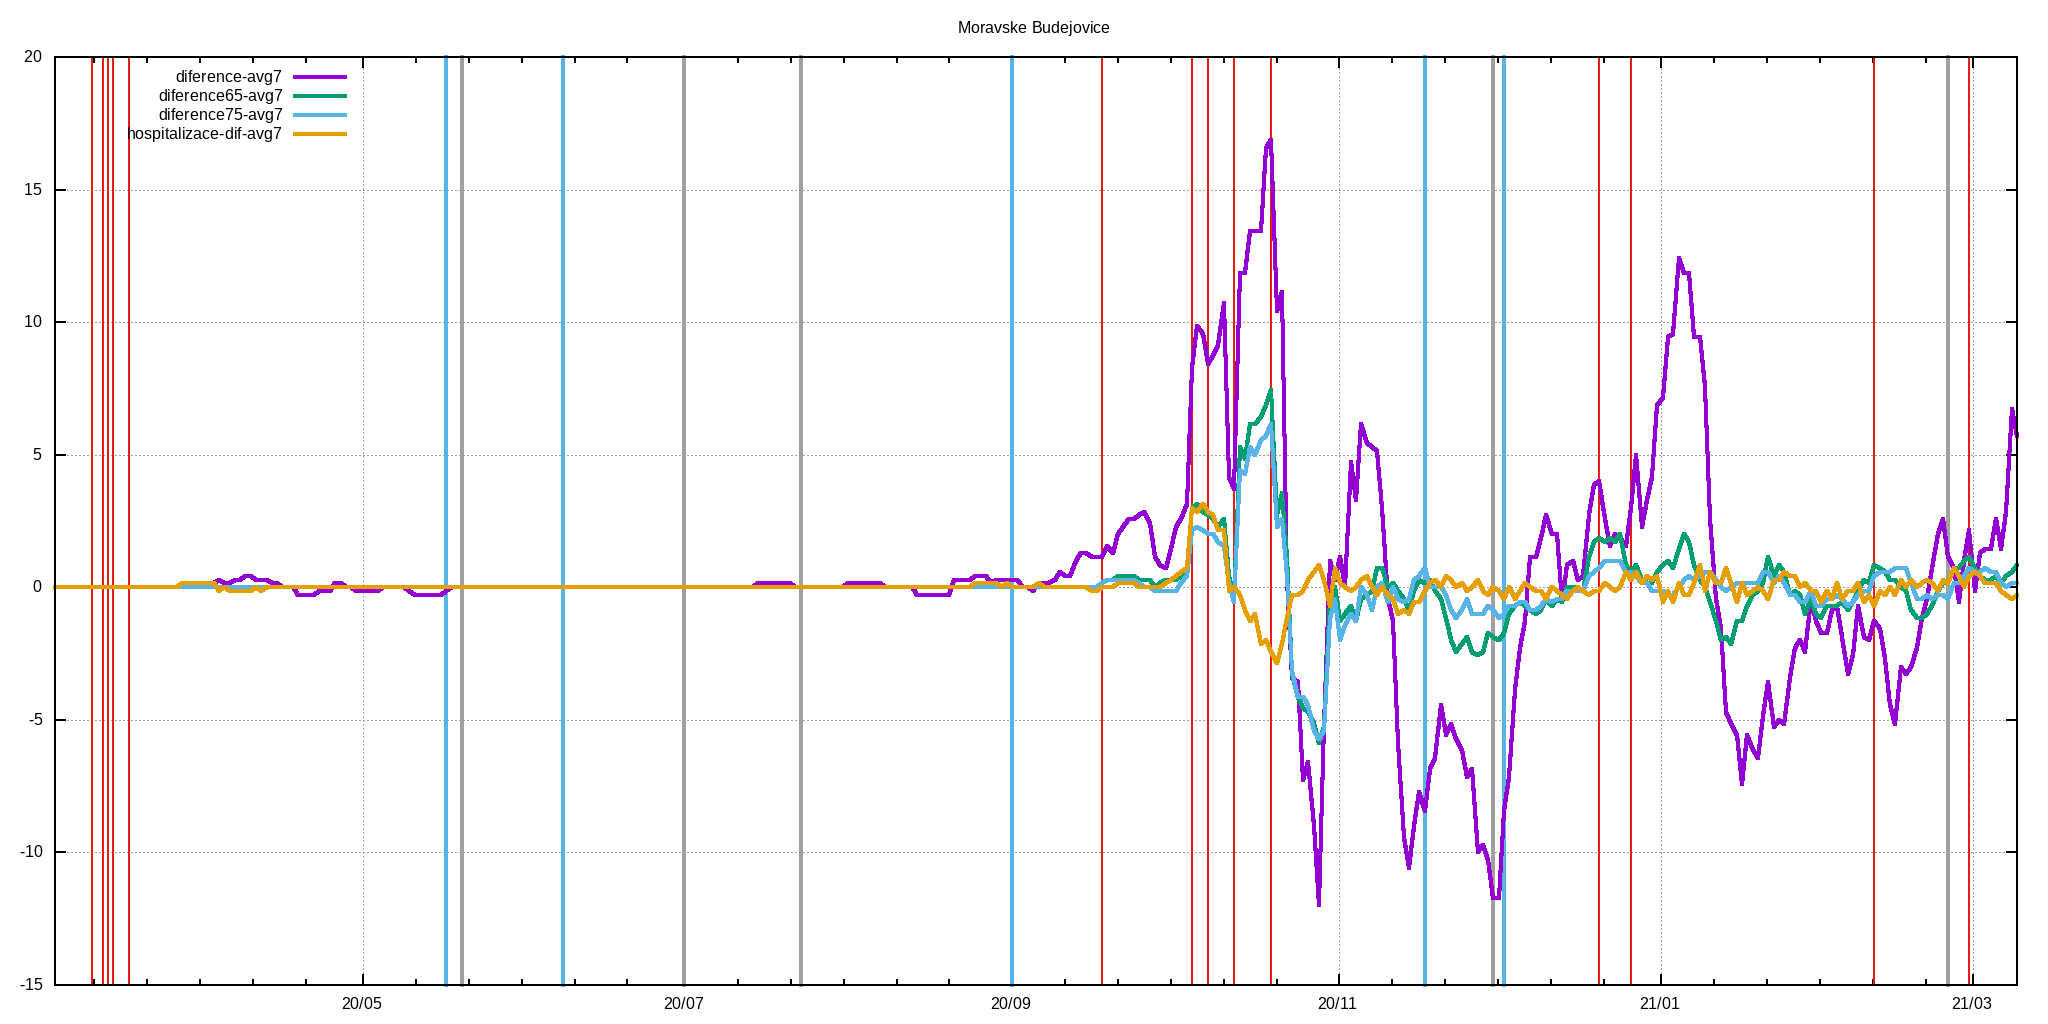 Moravske Budejovice
20
15
10
5
0
-5
-10
-15
diference-avg7
diference65-avg7
diference75-avg7
hospitalizace-dif-avg7
20/05
20/07
20/09
20/11
21/01
21/03